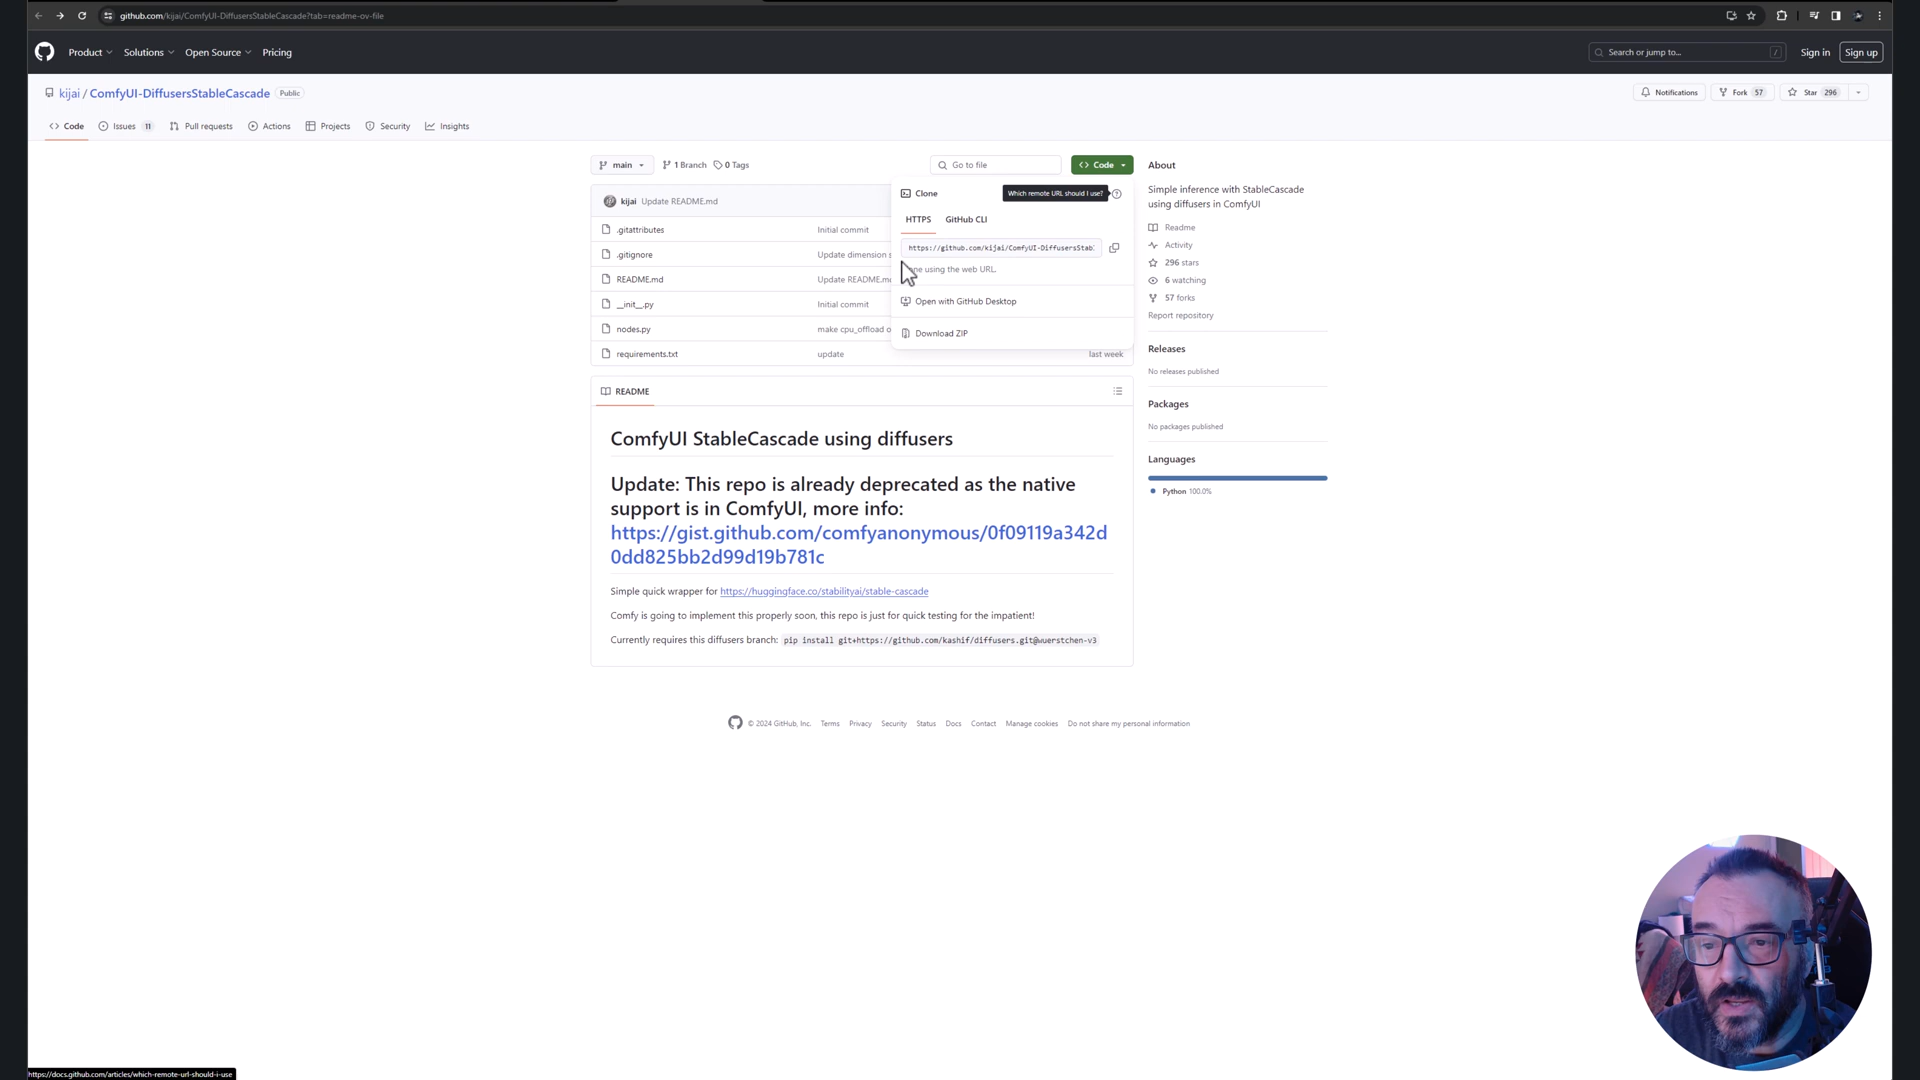 github.com/kijai/ComfyUI-DiffusersStableCascade?tab=readme-ov-file
Product Solutions Open Source Pricing Search or jump to... / Sign in Sign up
kijai / ComfyUI-DiffusersStableCascade Public Notifications Fork 57 Star 296
Code Issues 11 Pull requests Actions Projects Security Insights
main 1 Branch 0 Tags Go to file Code
kijai Update README.md
.gitattributes Initial commit
.gitignore Update dimension s
README.md Update README.m
__init__.py Initial commit
nodes.py make cpu_offload o
requirements.txt update last week
Clone Which remote URL should I use?
HTTPS GitHub CLI
https://github.com/kijai/ComfyUI-DiffusersStab
using the web URL.
Open with GitHub Desktop
Download ZIP
README
ComfyUI StableCascade using diffusers
Update: This repo is already deprecated as the native
support is in ComfyUI, more info:
https://gist.github.com/comfyanonymous/0f09119a342d
0dd825bb2d99d19b781c
Simple quick wrapper for https://huggingface.co/stabilityai/stable-cascade
Comfy is going to implement this properly soon, this repo is just for quick testing for the impatient!
Currently requires this diffusers branch: pip install git+https://github.com/kashif/diffusers.git@wuerstchen-v3
About
Simple inference with StableCascade
using diffusers in ComfyUI
Readme
Activity
296 stars
6 watching
57 forks
Report repository
Releases
No releases published
Packages
No packages published
Languages
Python 100.0%
© 2024 GitHub, Inc. Terms Privacy Security Status Docs Contact Manage cookies Do not share my personal information
https://docs.github.com/articles/which-remote-url-should-i-use